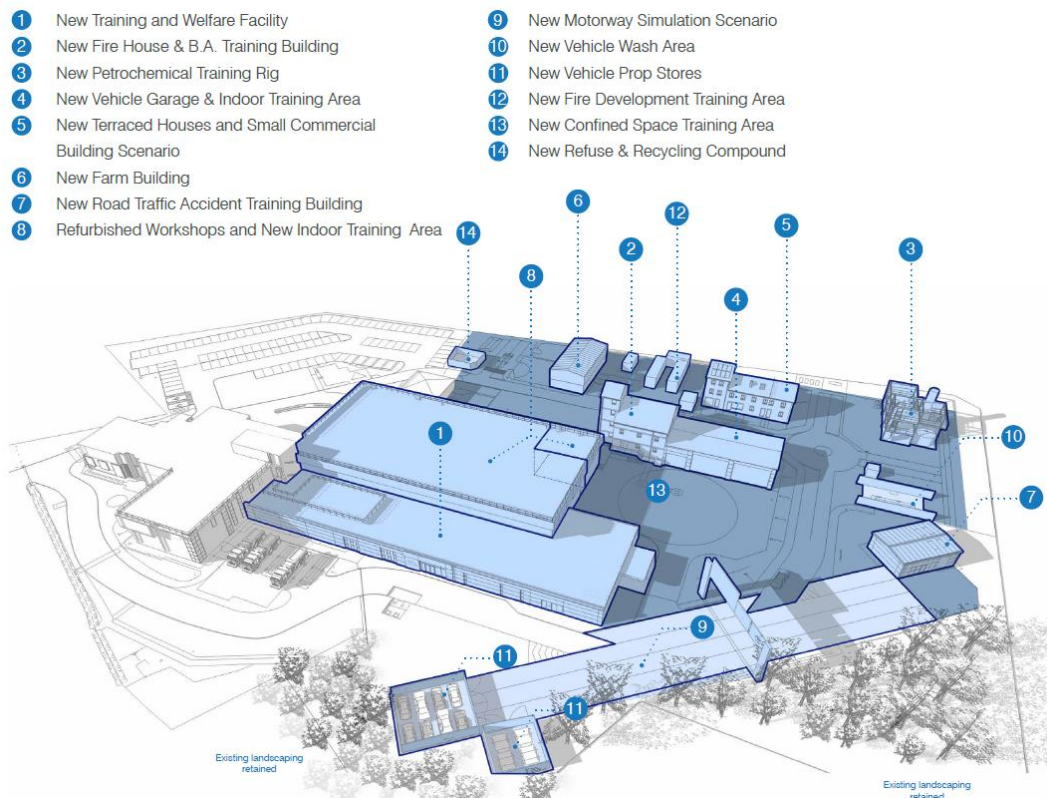 1 New Training and Welfare Facility
2 New Fire House & B.A. Training Building
3 New Petrochemical Training Rig
4 New Vehicle Garage & Indoor Training Area
5 New Terraced Houses and Small Commercial
Building Scenario
6 New Farm Building
7 New Road Traffic Accident Training Building
8 Refurbished Workshops and New Indoor Training Area
9 New Motorway Simulation Scenario
10 New Vehicle Wash Area
11 New Vehicle Prop Stores
12 New Fire Development Training Area
13 New Confined Space Training Area
14 New Refuse & Recycling Compound
6
12
14
2
5
3
8
4
1
10
13
7
9
11
11
Existing landscaping
retained
Existing landscaping
retained